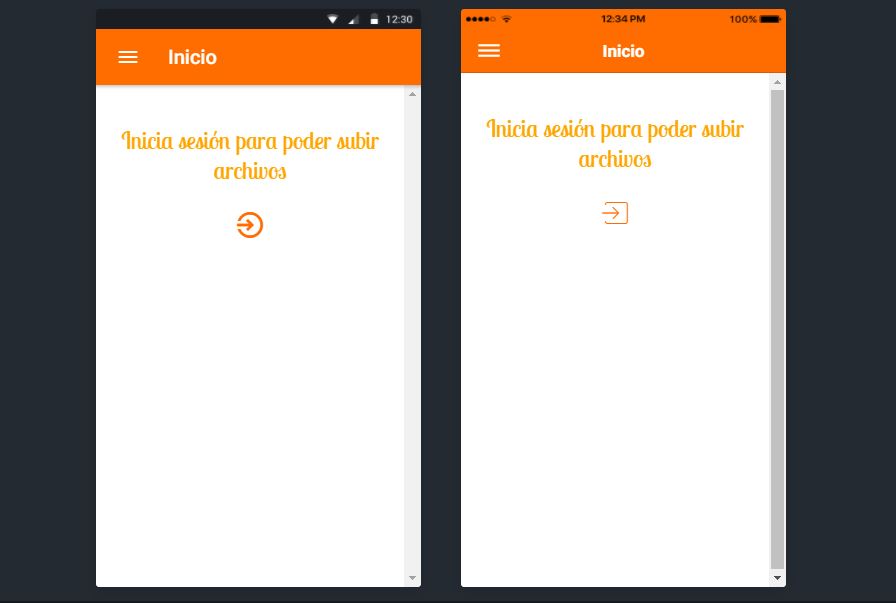 12:30
Inicio
Inicia sesión para poder subir
archivos
12:34 PM
100%
Inicio
Inicia sesión para poder subir
archivos